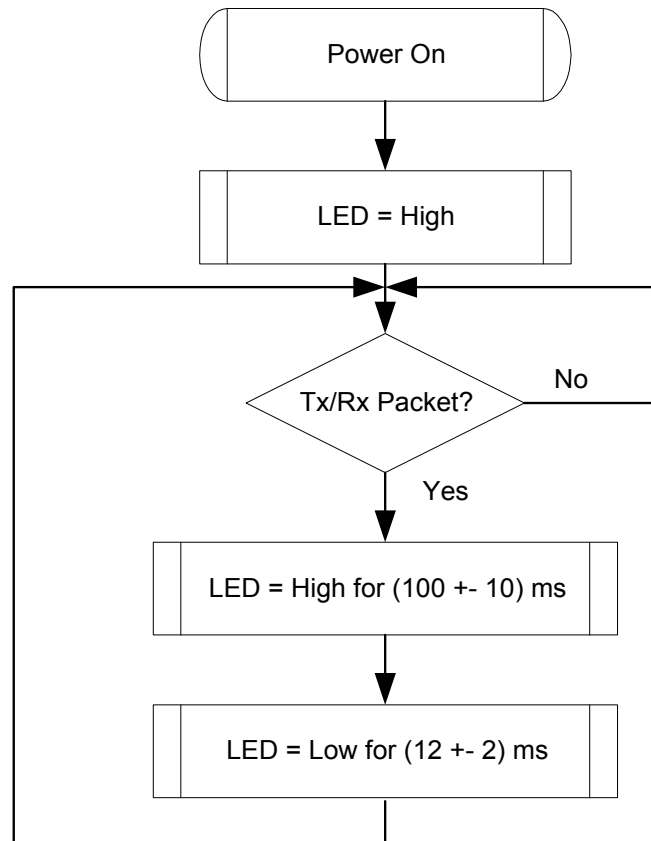 Power On
LED = High
Tx/Rx Packet?
No
Yes
LED = High for (100 +- 10) ms
LED = Low for (12 +- 2) ms